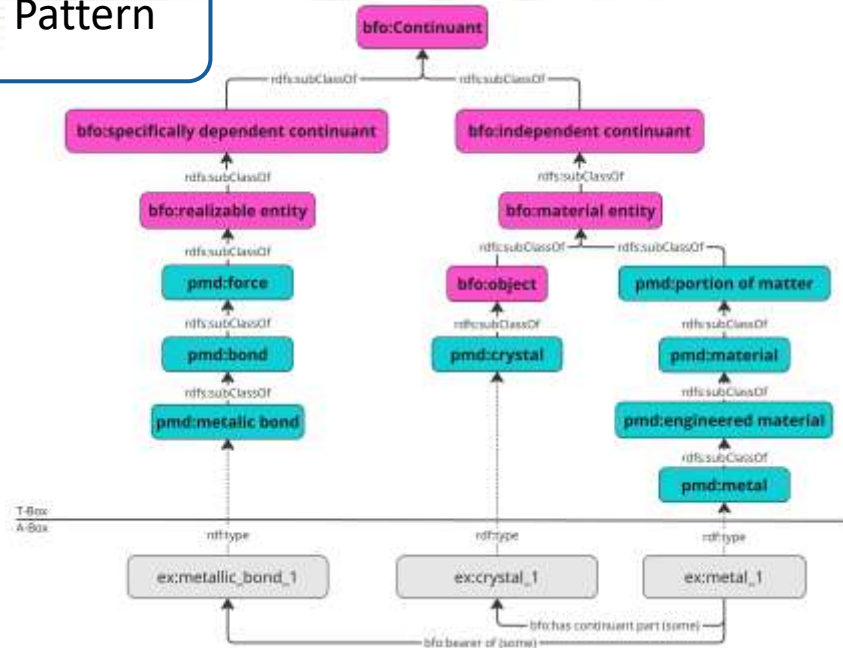 Pattern
bfo:Continuant
rdfs:subClassOf rdfs:subClassOf
bfo:specifically dependent continuant bfo:independent continuant
rdfs:subClassOf rdfs:subClassOf
bfo:realizable entity bfo:material entity
rdfs:subClassOf rdfs:subClassOf rdfs:subClassOf
pmd:force bfo:object pmd:portion of matter
rdfs:subClassOf rdfs:subClassOf rdfs:subClassOf
pmd:bond pmd:crystal pmd:material
rdfs:subClassOf rdfs:subClassOf
pmd:metalic bond pmd:engineered material
rdfs:subClassOf
pmd:metal
T-Box
A-Box
rdf:type rdf:type rdf:type
ex:metallic_bond_1 ex:crystal_1 ex:metal_1
bfo:has continuant part (some)
bfo:bearer of (some)